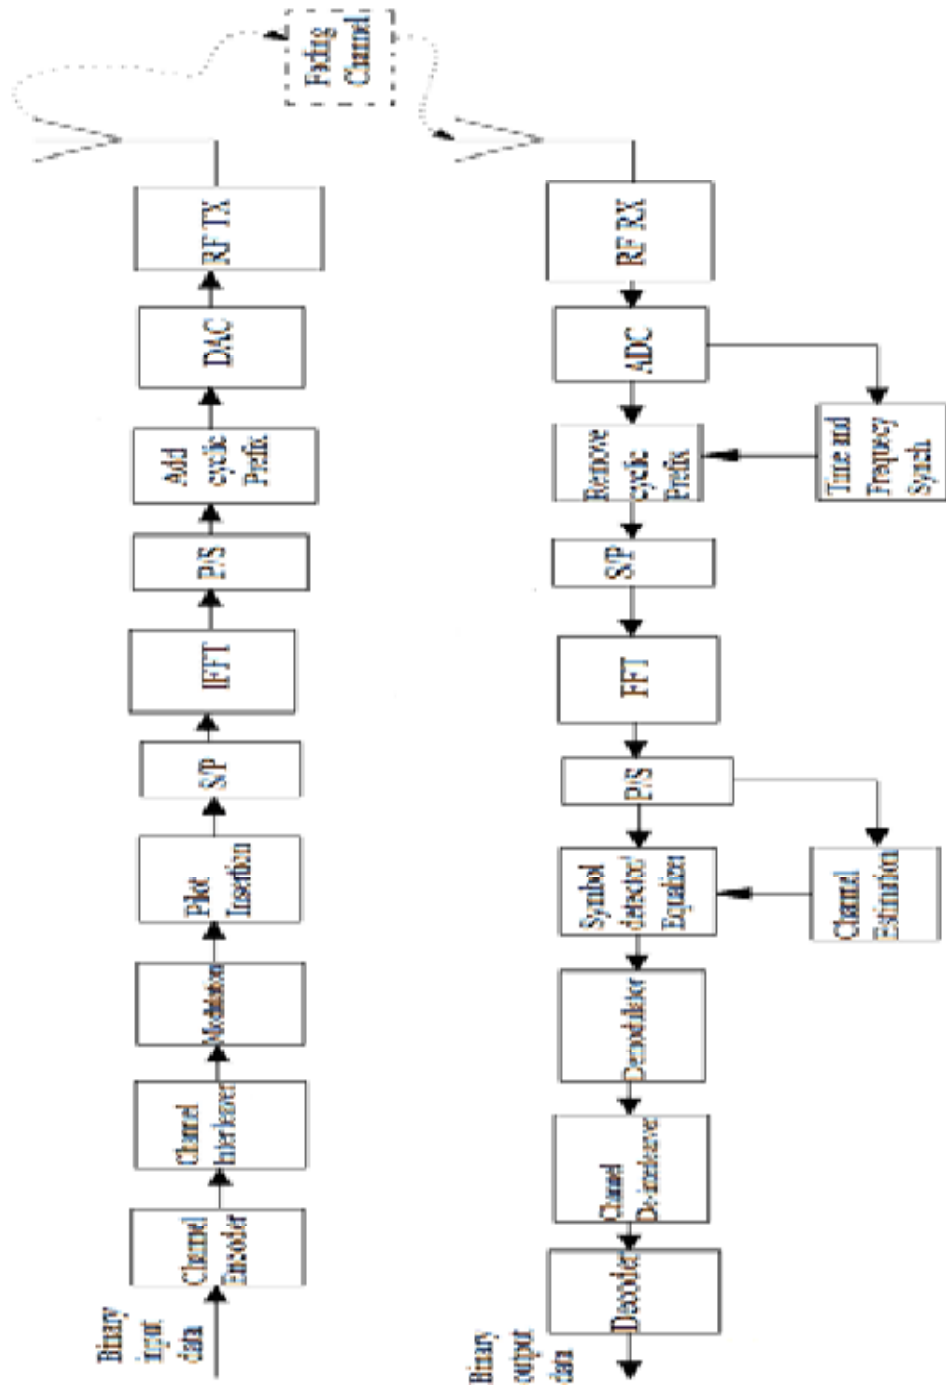 Binary
input
data
Channel
Encoder
Channel
Interleaver
Modulation
Pilot
Insertion
S/P
IFFT
P/S
Add
cyclic
Prefix
DAC
RF TX
Fading
Channel
RF RX
ADC
Time and
Frequency
Synch.
Remove
cyclic
Prefix
S/P
FFT
P/S
Channel
Estimation
Symbol
detection/
Equalizer
Demodulator
Channel
De-interleaver
Decoder
Binary
output
data